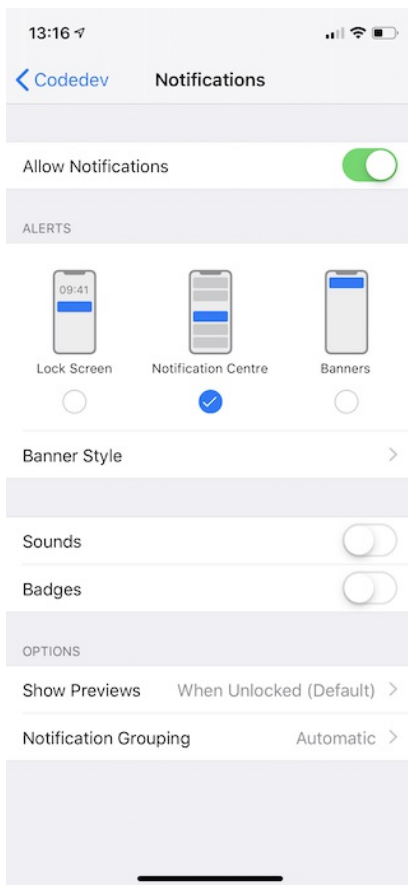 13:16
Codedev Notifications
Allow Notifications
ALERTS
09:41
Lock Screen Notification Centre Banners
Banner Style
Sounds
Badges
OPTIONS
Show Previews When Unlocked (Default)
Notification Grouping Automatic